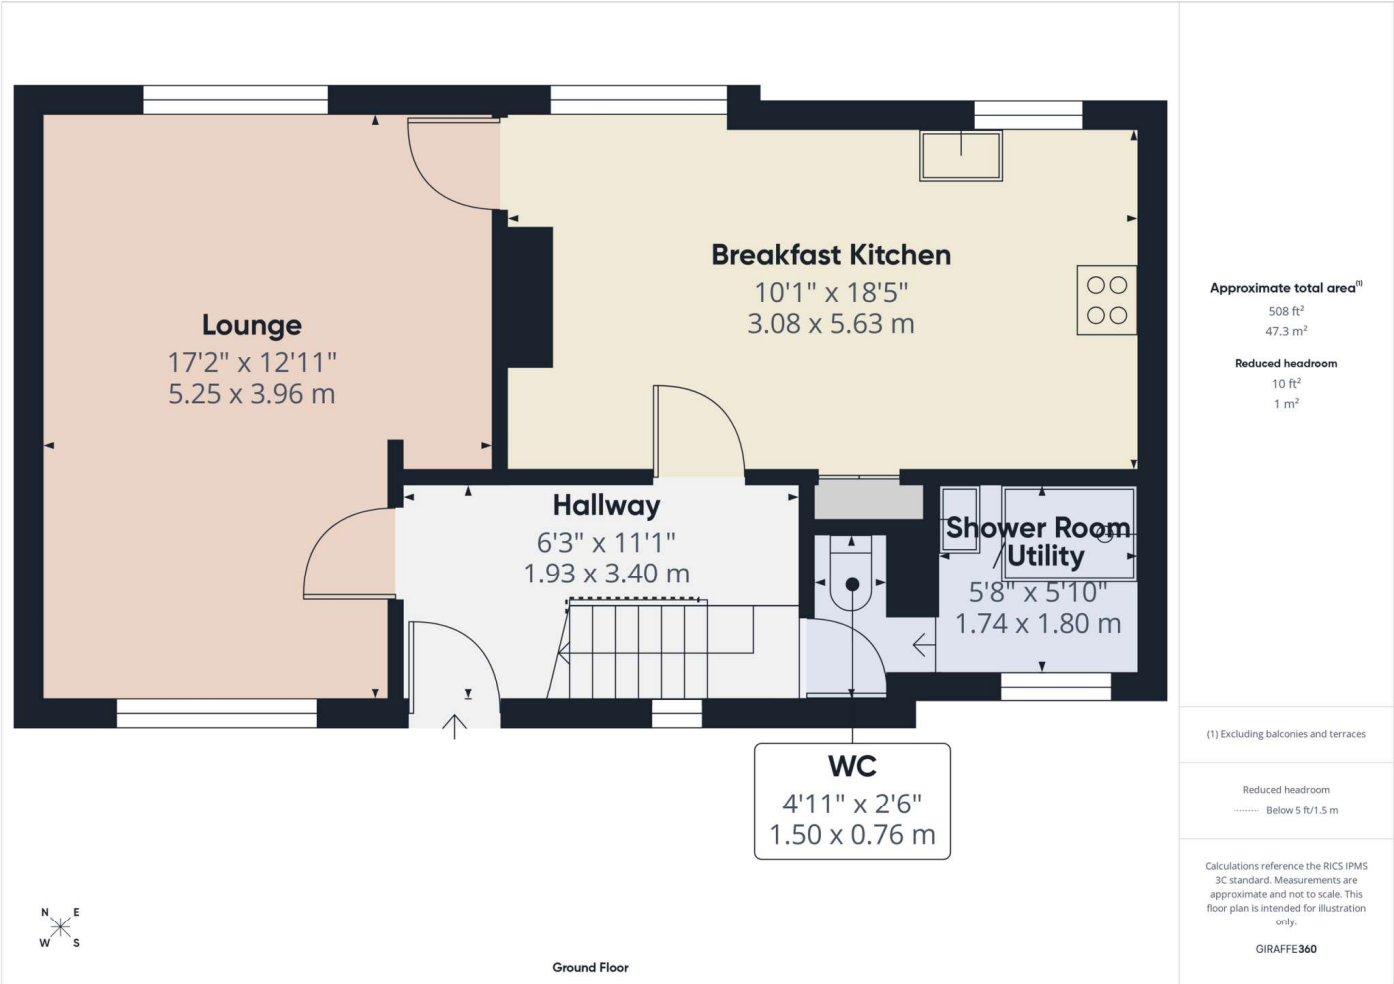 Lounge
17'2" x 12'11"
5.25 x 3.96 m
Breakfast Kitchen
10'1" x 18'5"
3.08 x 5.63 m
Hallway
6'3" x 11'1"
1.93 x 3.40 m
Shower Room
Utility
5'8" x 5'10"
1.74 x 1.80 m
WC
4'11" x 2'6"
1.50 x 0.76 m
N E
W S
Ground Floor
Approximate total area⁽¹⁾
508 ft²
47.3 m²
Reduced headroom
10 ft²
1 m²
(1) Excluding balconies and terraces
Reduced headroom
Below 5 ft/1.5 m
Calculations reference the RICS IPMS
3C standard. Measurements are
approximate and not to scale. This
floor plan is intended for illustration
only.
GIRAFFE360